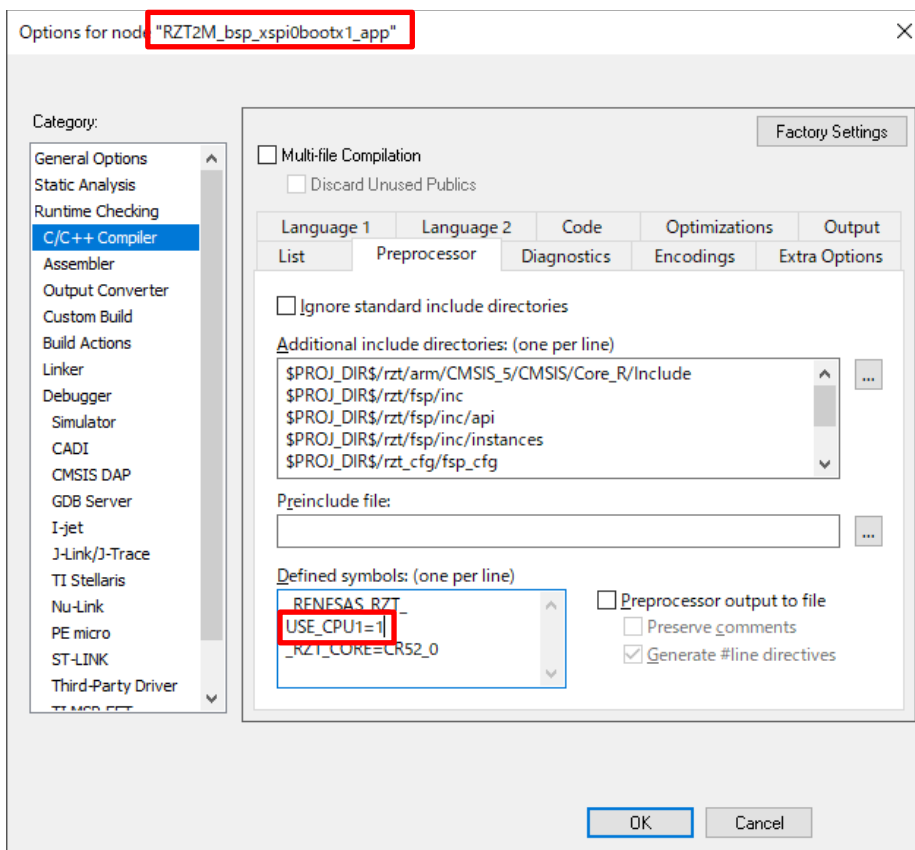 Options for node "RZT2M_bsp_xspi0bootx1_app"
Category:
General Options
Static Analysis
Runtime Checking
C/C++ Compiler
Assembler
Output Converter
Custom Build
Build Actions
Linker
Debugger
Simulator
CADI
CMSIS DAP
GDB Server
I-jet
J-Link/J-Trace
TI Stellaris
Nu-Link
PE micro
ST-LINK
Third-Party Driver
TI MSP-FET
Factory Settings
Multi-file Compilation
Discard Unused Publics
Language 1 Language 2 Code Optimizations Output
List Preprocessor Diagnostics Encodings Extra Options
Ignore standard include directories
Additional include directories: (one per line)
$PROJ_DIR$/rzt/arm/CMSIS_5/CMSIS/Core_R/Include
$PROJ_DIR$/rzt/fsp/inc
$PROJ_DIR$/rzt/fsp/inc/api
$PROJ_DIR$/rzt/fsp/inc/instances
$PROJ_DIR$/rzt_cfg/fsp_cfg
...
Preinclude file:
...
Defined symbols: (one per line)
_RENESAS_RZT_
USE_CPU1=1
_RZT_CORE=CR52_0
Preprocessor output to file
Preserve comments
Generate #line directives
OK Cancel